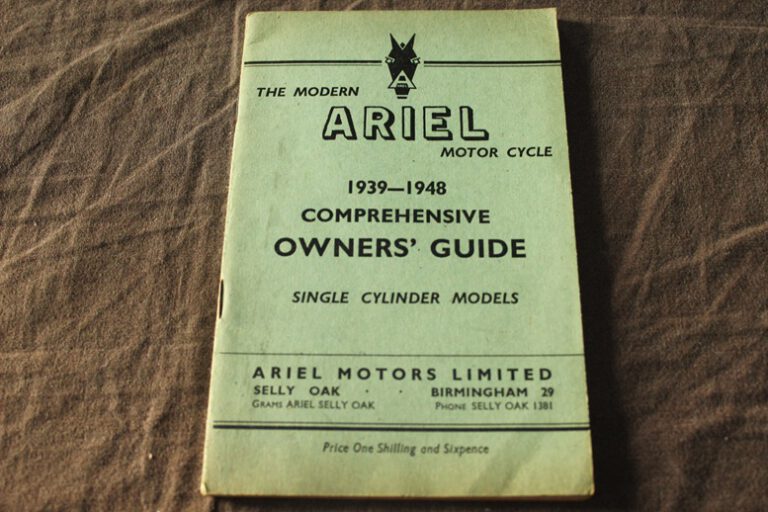 ARIEL
THE MODERN
ARIEL
MOTOR CYCLE
1939—1948
COMPREHENSIVE
OWNERS' GUIDE
SINGLE CYLINDER MODELS
ARIEL MOTORS LIMITED
SELLY OAK · · BIRMINGHAM 29
GRAMS ARIEL SELLY OAK PHONE SELLY OAK 1381
Price One Shilling and Sixpence